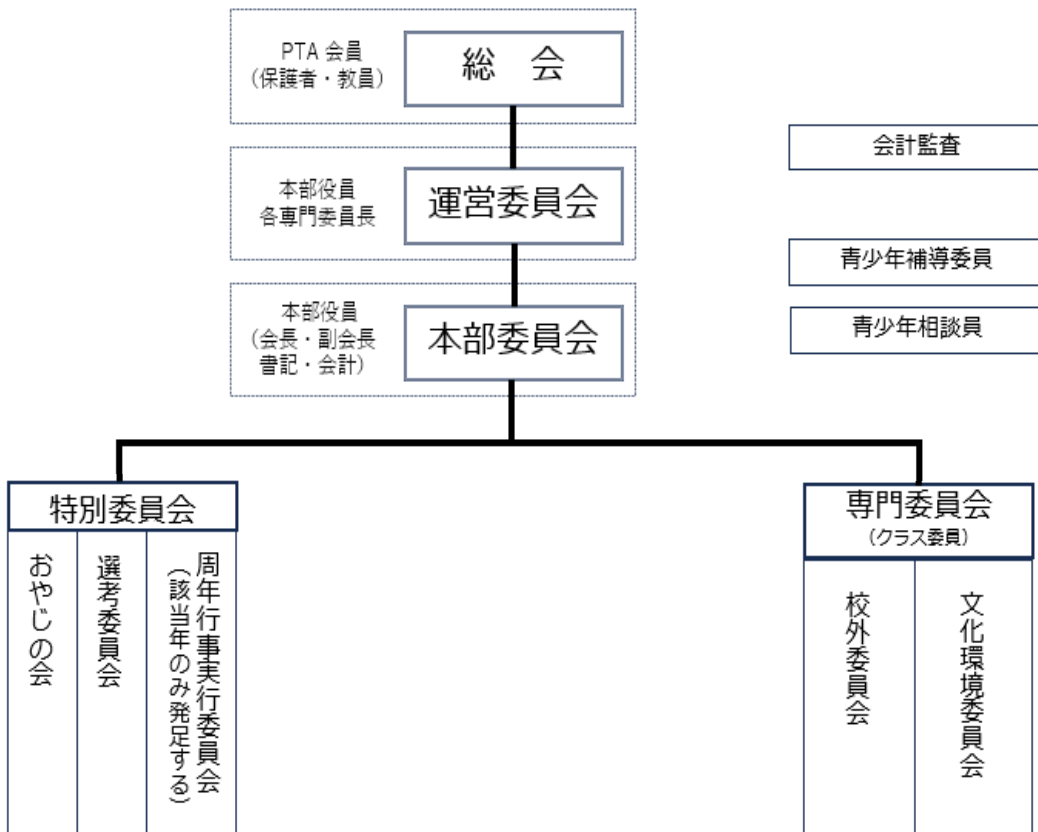 PTA 会員
(保護者・教員)
総　会
会計監査
本部役員
各専門委員長
運営委員会
青少年補導委員
本部役員
(会長・副会長
書記・会計)
本部委員会
青少年相談員
特別委員会
おやじの会
選考委員会
周年行事実行委員会
(該当年のみ発足する)
専門委員会
(クラス委員)
校外委員会
文化環境委員会